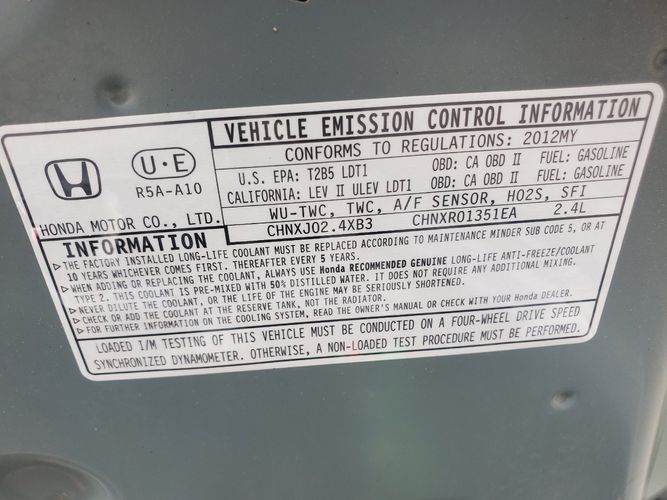 VEHICLE EMISSION CONTROL INFORMATION
CONFORMS TO REGULATIONS: 2012MY
U.S. EPA: T2B5 LDT1 OBD: CA OBD II FUEL: GASOLINE
CALIFORNIA: LEV II ULEV LDT1 OBD: CA OBD II FUEL: GASOLINE
WU-TWC, TWC, A/F SENSOR, HO2S, SFI
CHNXJ02.4XB3 CHNXR01351EA 2.4L
U·E
R5A-A10
HONDA MOTOR CO., LTD.
INFORMATION
▷THE FACTORY INSTALLED LONG-LIFE COOLANT MUST BE REPLACED ACCORDING TO MAINTENANCE MINDER SUB CODE 5, OR AT
10 YEARS WHICHEVER COMES FIRST. THEREAFTER EVERY 5 YEARS.
▷WHEN ADDING OR REPLACING THE COOLANT, ALWAYS USE Honda RECOMMENDED GENUINE LONG-LIFE ANTI-FREEZE/COOLANT
TYPE 2. THIS COOLANT IS PRE-MIXED WITH 50% DISTILLED WATER. IT DOES NOT REQUIRE ANY ADDITIONAL MIXING.
▷NEVER DILUTE THE COOLANT, OR THE LIFE OF THE ENGINE MAY BE SERIOUSLY SHORTENED.
▷CHECK OR ADD THE COOLANT AT THE RESERVE TANK, NOT THE RADIATOR.
▷FOR FURTHER INFORMATION ON THE COOLING SYSTEM, READ THE OWNER'S MANUAL OR CHECK WITH YOUR Honda DEALER.
LOADED I/M TESTING OF THIS VEHICLE MUST BE CONDUCTED ON A FOUR-WHEEL DRIVE SPEED
SYNCHRONIZED DYNAMOMETER. OTHERWISE, A NON-LOADED TEST PROCEDURE MUST BE PERFORMED.